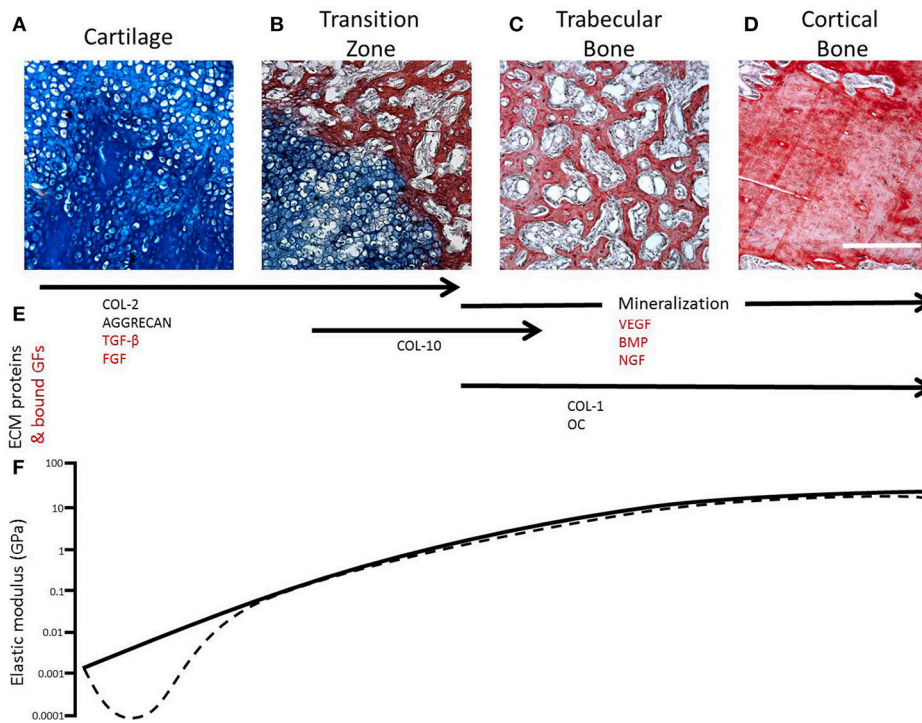 A
Cartilage
B
Transition
Zone
C
Trabecular
Bone
D
Cortical
Bone
E
ECM proteins
& bound GFs
COL-2
AGGRECAN
TGF-β
FGF
COL-10
Mineralization
VEGF
BMP
NGF
COL-1
OC
F
Elastic modulus (GPa)
100
10
1
0.1
0.01
0.001
0.0001